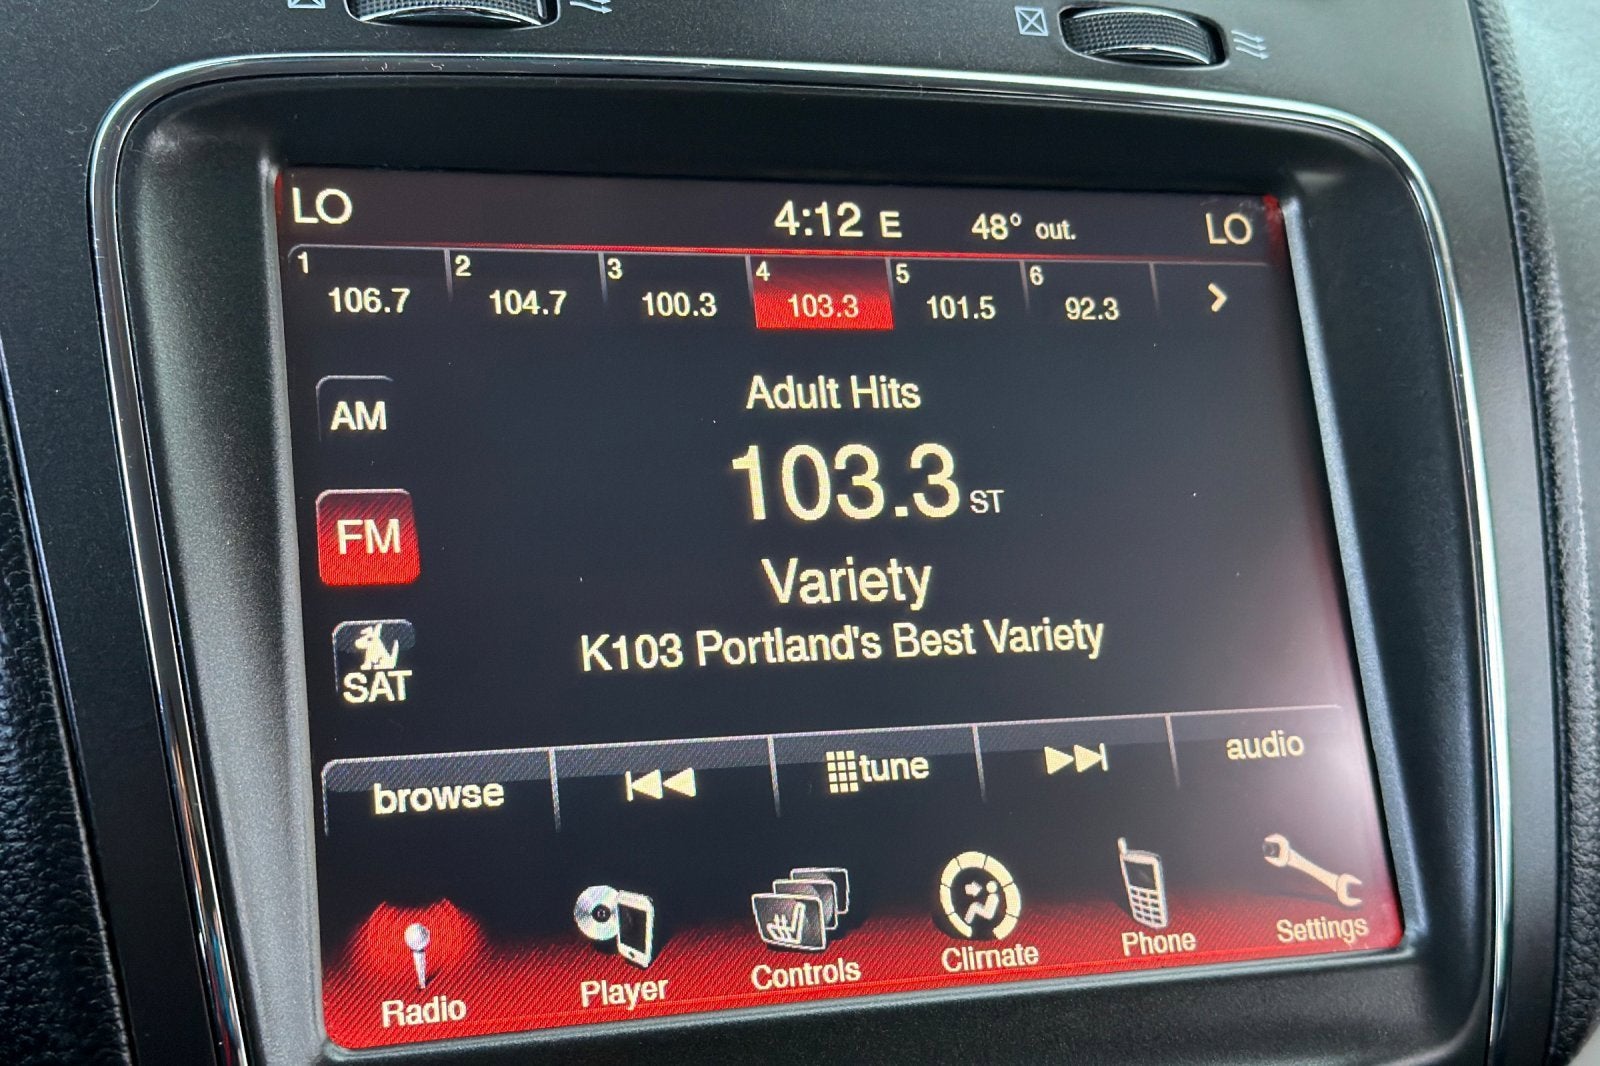 LO 4:12 E 48° out. LO
1 2 3 4 5 6
106.7 104.7 100.3 103.3 101.5 92.3
Adult Hits
AM
103.3 ST
FM
Variety
K103 Portland's Best Variety
SAT
browse tune audio
Radio Player Controls Climate Phone Settings